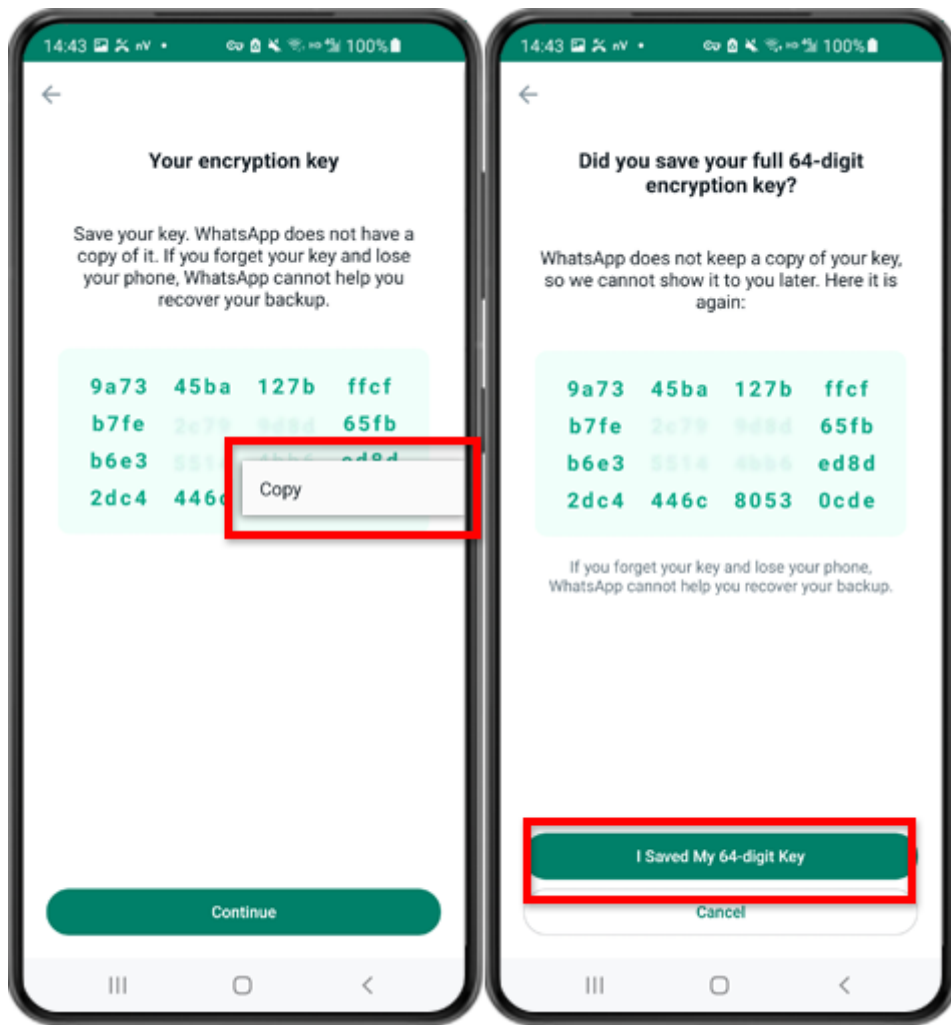 14:43 100%
Your encryption key
Save your key. WhatsApp does not have a
copy of it. If you forget your key and lose
your phone, WhatsApp cannot help you
recover your backup.
9a73 45ba 127b ffcf
b7fe 65fb
b6e3 ed8d
2dc4 446c
Copy
Continue
14:43 100%
Did you save your full 64-digit
encryption key?
WhatsApp does not keep a copy of your key,
so we cannot show it to you later. Here it is
again:
9a73 45ba 127b ffcf
b7fe 65fb
b6e3 ed8d
2dc4 446c 8053 0cde
If you forget your key and lose your phone,
WhatsApp cannot help you recover your backup.
I Saved My 64-digit Key
Cancel